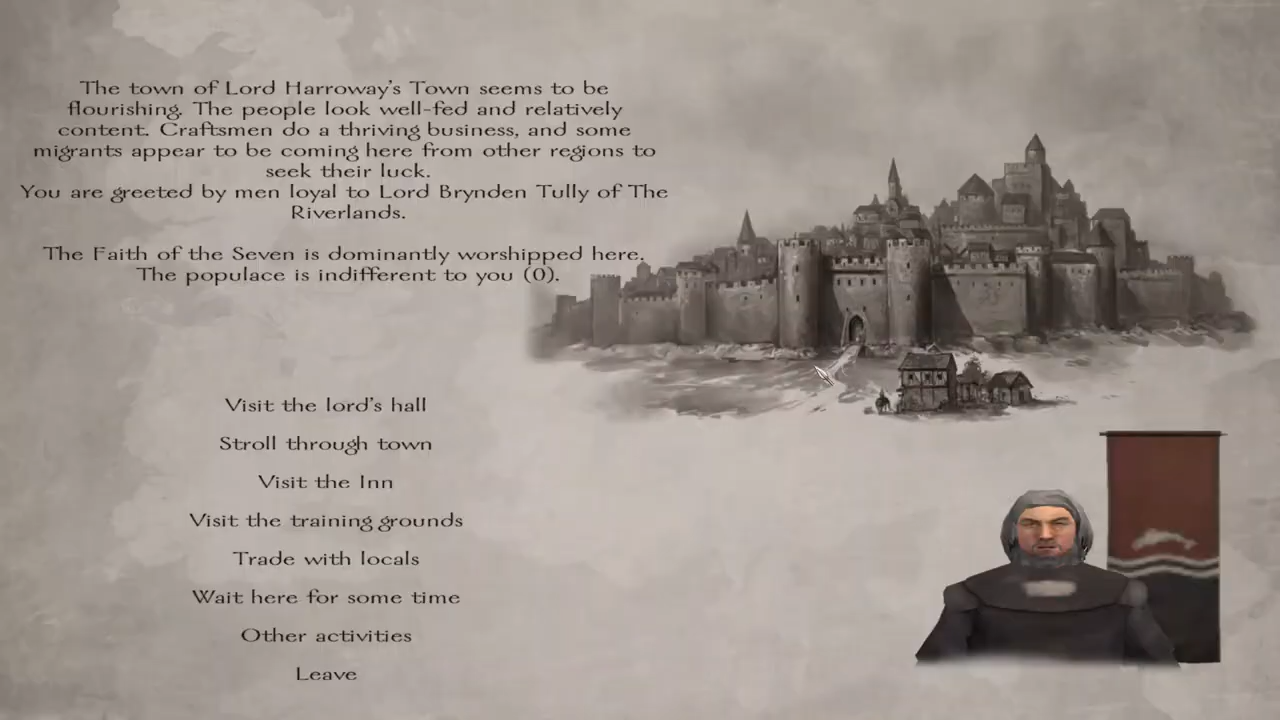 The town of Lord Harroway's Town seems to be
flourishing. The people look well-fed and relatively
content. Craftsmen do a thriving business, and some
migrants appear to be coming here from other regions to
seek their luck.
You are greeted by men loyal to Lord Brynden Tully of The
Riverlands.
The Faith of the Seven is dominantly worshipped here.
The populace is indifferent to you (0).
Visit the lord's hall
Stroll through town
Visit the Inn
Visit the training grounds
Trade with locals
Wait here for some time
Other activities
Leave